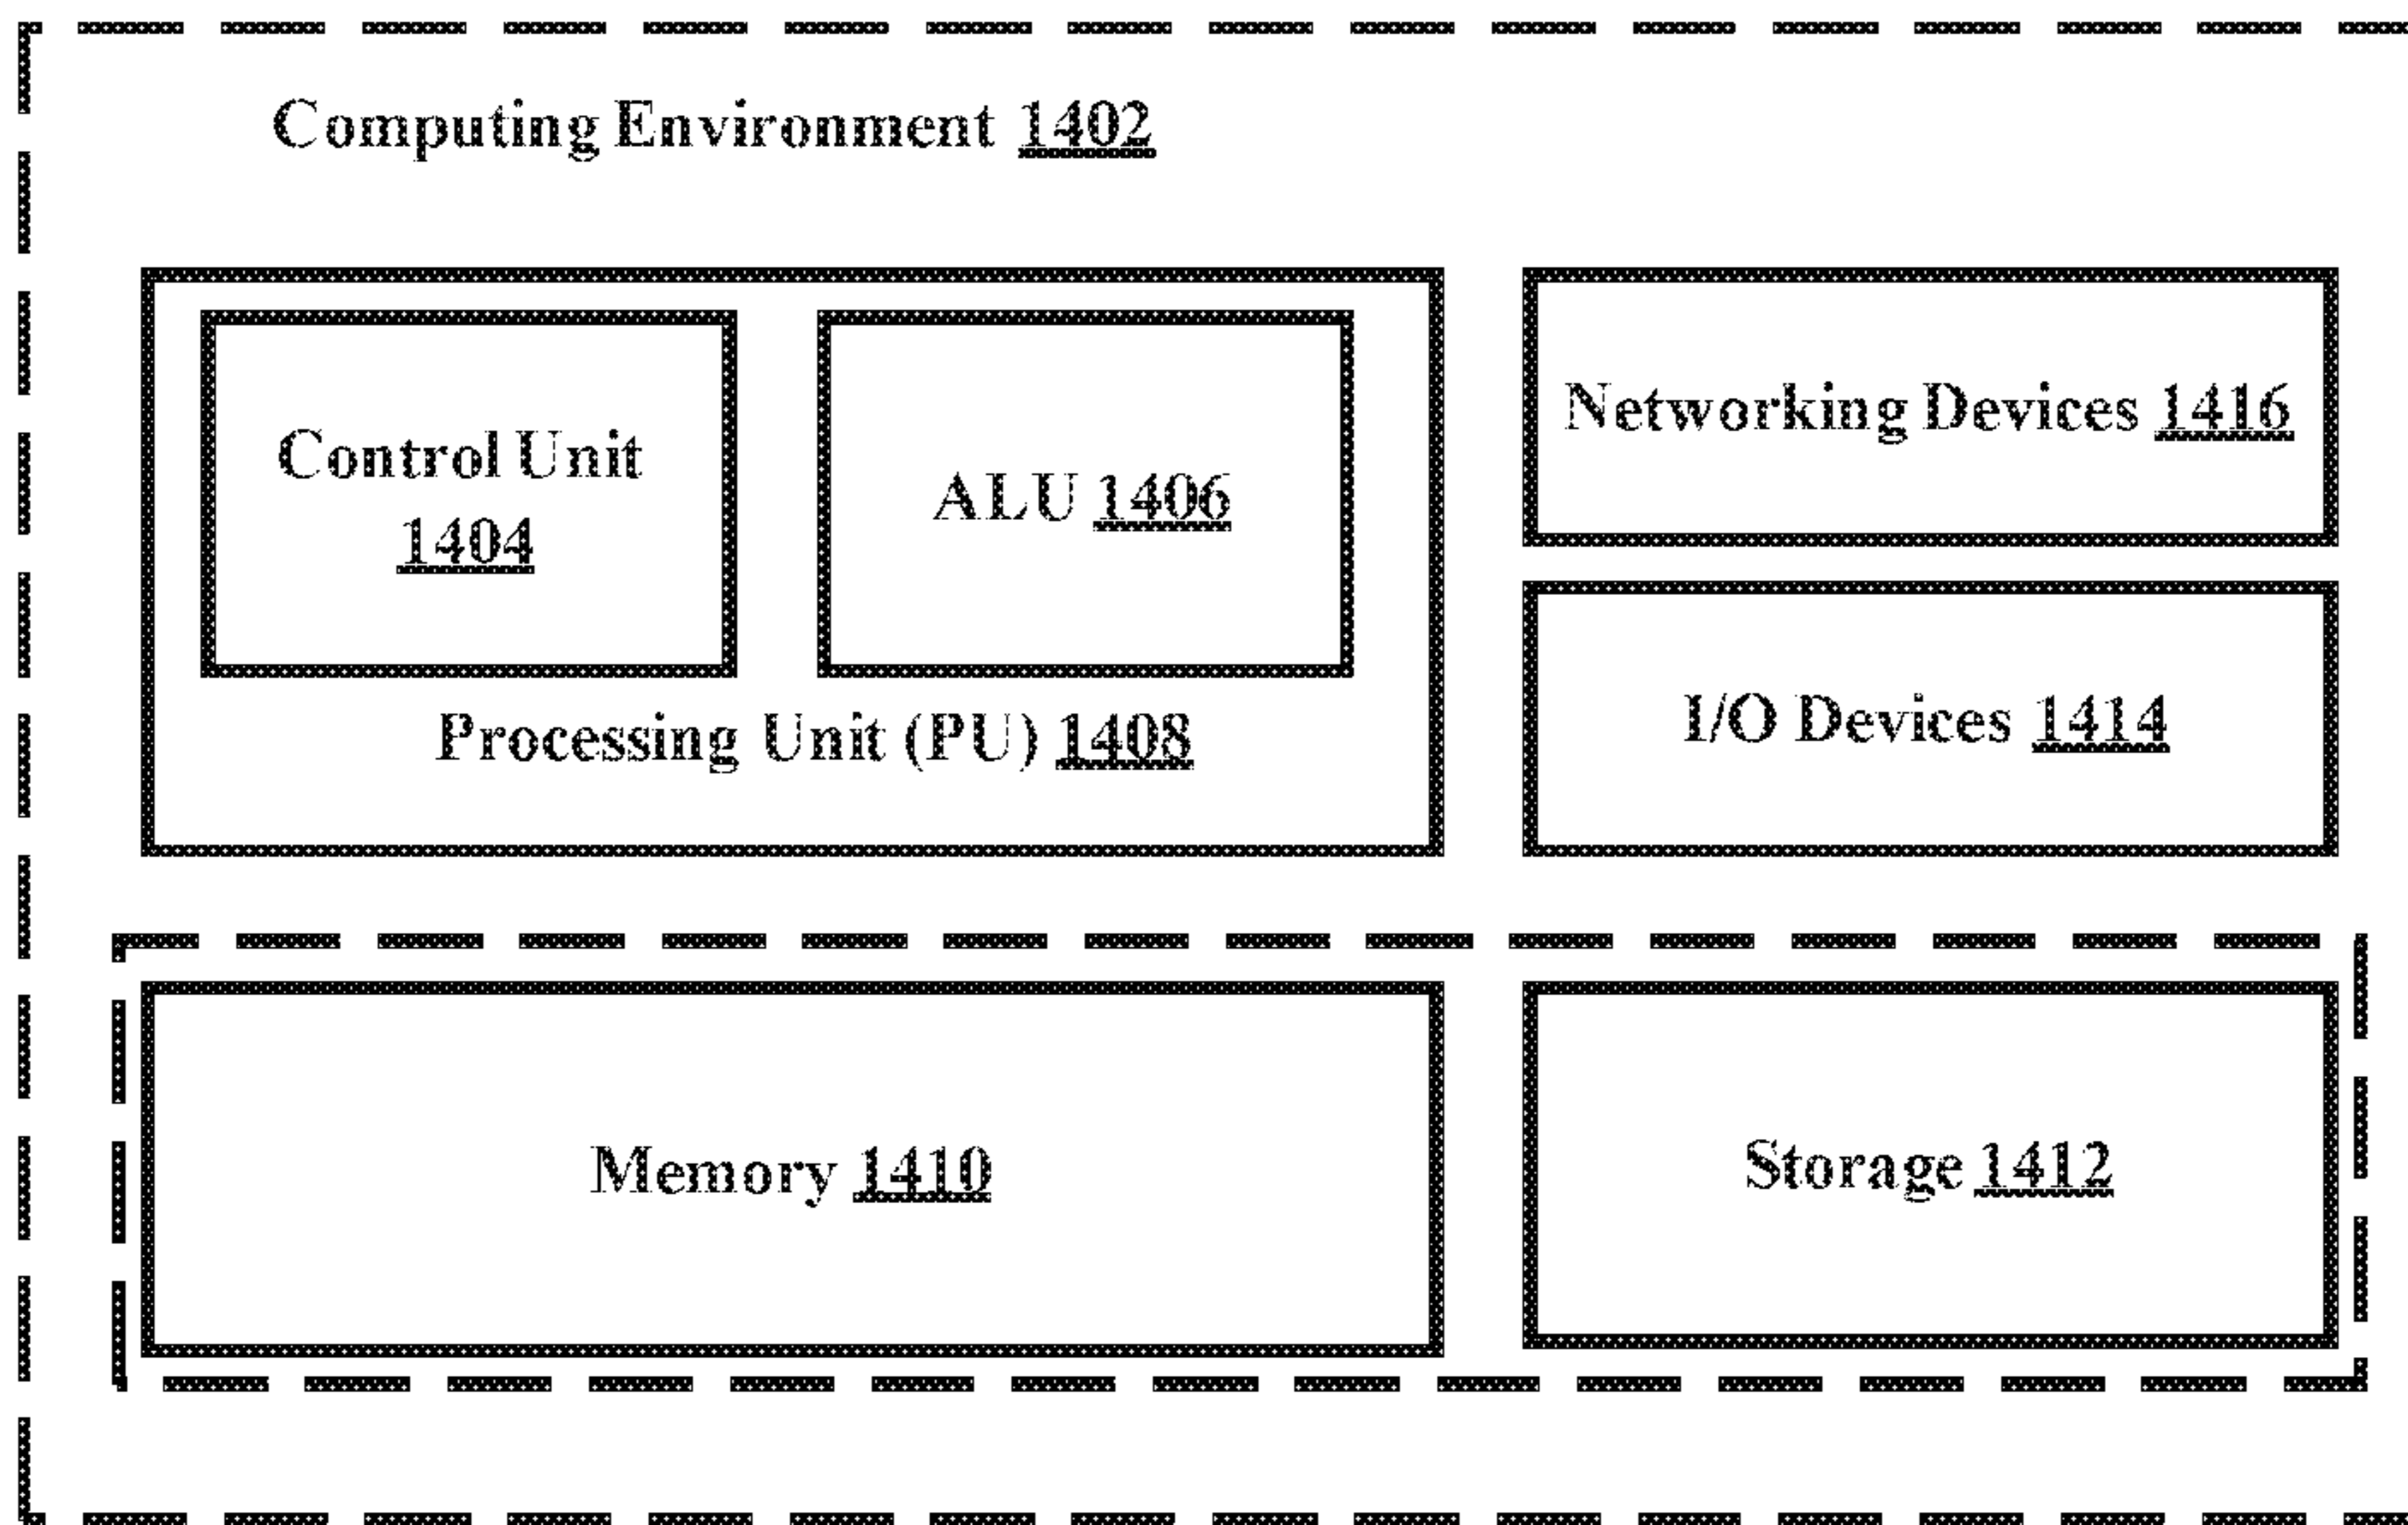 Computing Environment 1402
Control Unit
1404
ALU 1406
Processing Unit (PU) 1408
Networking Devices 1416
I/O Devices 1414
Memory 1410
Storage 1412